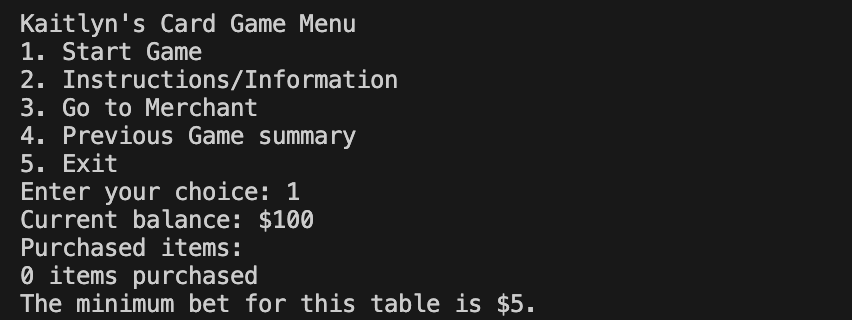 Kaitlyn's Card Game Menu
1. Start Game
2. Instructions/Information
3. Go to Merchant
4. Previous Game summary
5. Exit
Enter your choice: 1
Current balance: $100
Purchased items:
0 items purchased
The minimum bet for this table is $5.